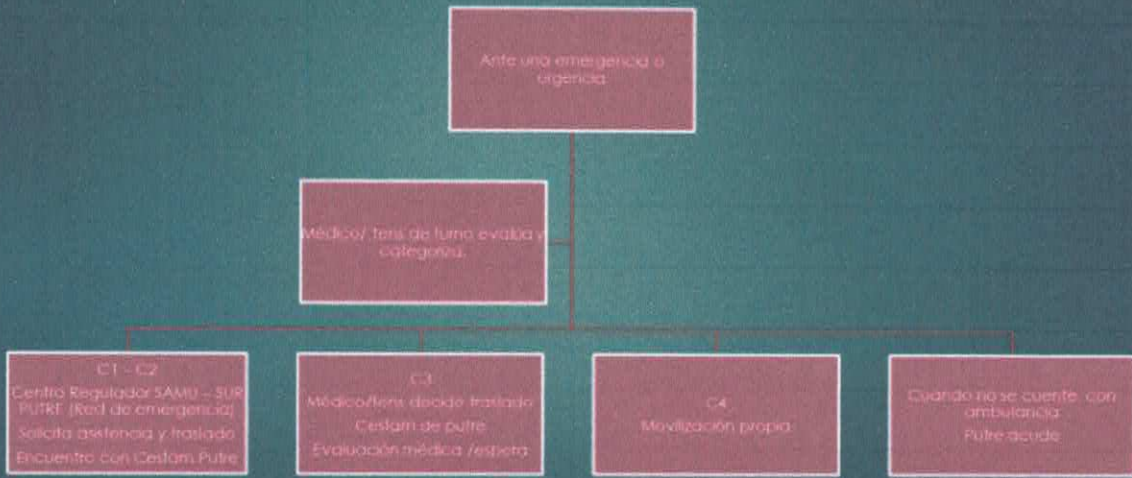 Ante una emergencia o
urgencia
Médico/ tens de turno evalúa y
categoriza.
C1 - C2
Centro Regulador SAMU – SUR
PUTRE (Red de emergencia)
Solicita asistencia y traslado
Encuentro con Cesfam Putre
C3
Médico/tens decide traslado
Cesfam de putre
Evaluación médica /espera
C4
Movilización propia
Cuando no se cuente con
ambulancia
Putre acude